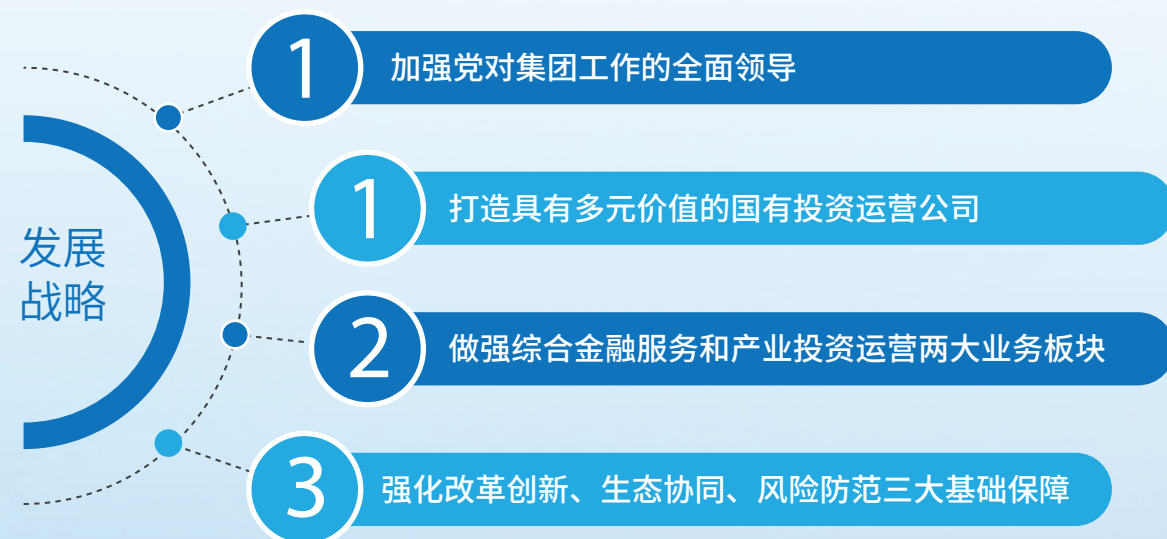 发展
战略
1
加强党对集团工作的全面领导
1
打造具有多元价值的国有投资运营公司
2
做强综合金融服务和产业投资运营两大业务板块
3
强化改革创新、生态协同、风险防范三大基础保障